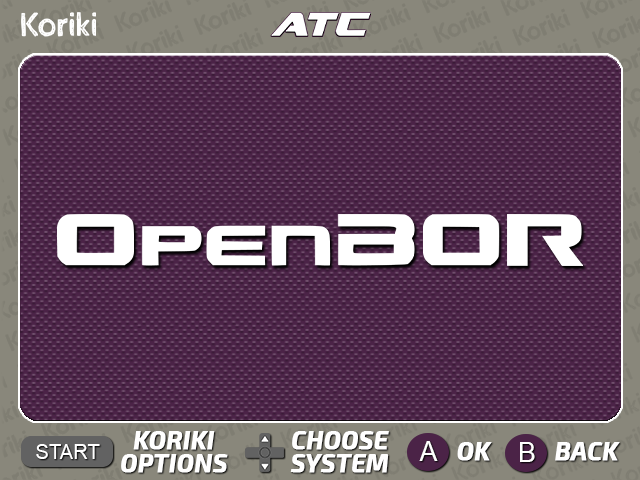 Koriki
ATC
OpenBOR
START
KORIKI
OPTIONS
CHOOSE
SYSTEM
A
OK
B
BACK